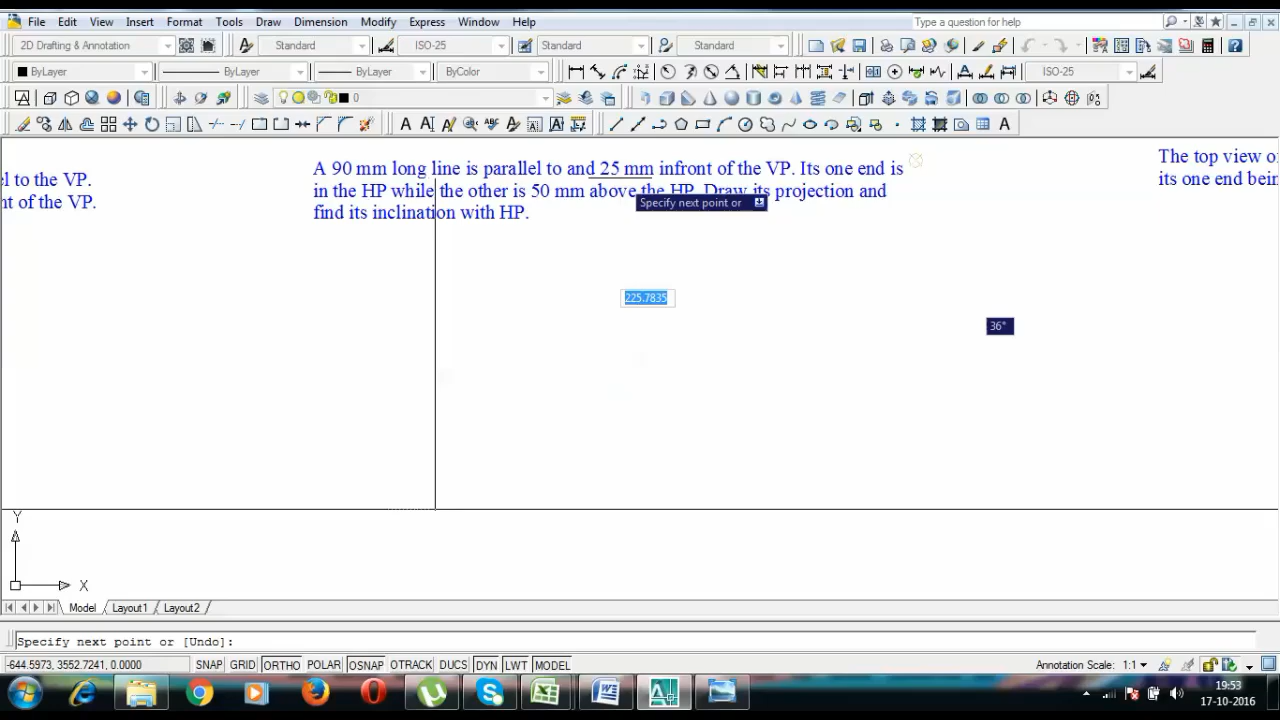 File Edit View Insert Format Tools Draw Dimension Modify Express Window Help Type a question for help
2D Drafting & Annotation Standard ISO-25 Standard Standard
ByLayer ByLayer ByLayer ByColor ISO-25
0
A 90 mm long line is parallel to and 25 mm infront of the VP. Its one end is
in the HP while the other is 50 mm above the HP. Draw its projection and
find its inclination with HP.
el to the VP.
nt of the VP.
The top view o
its one end bein
Specify next point or
225.7835
36°
Y
X
Model Layout1 Layout2
Specify next point or [Undo]:
-644.5973, 3552.7241, 0.0000 SNAP GRID ORTHO POLAR OSNAP OTRACK DUCS DYN LWT MODEL Annotation Scale: 1:1
19:53
17-10-2016